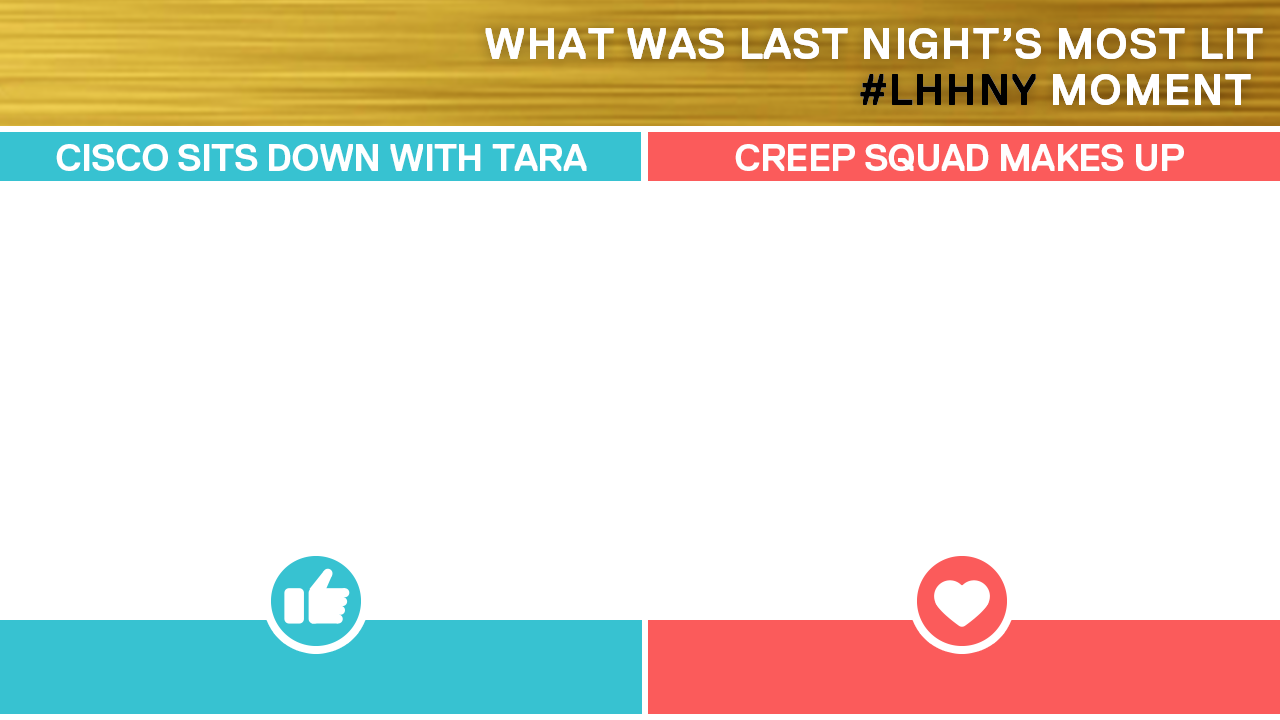 WHAT WAS LAST NIGHT’S MOST LIT
#LHHNY MOMENT
CISCO SITS DOWN WITH TARA
CREEP SQUAD MAKES UP